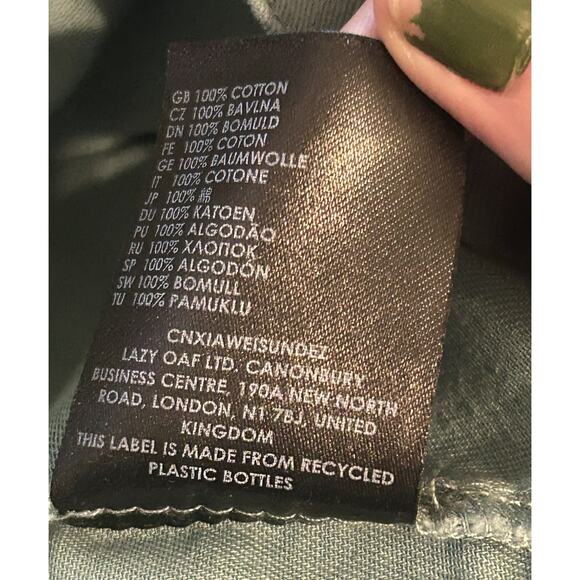 GB 100% COTTON
CZ 100% BAVLNA
DN 100% BOMULD
FE 100% COTON
GE 100% BAUMWOLLE
IT 100% COTONE
JP 100% 綿
DU 100% KATOEN
PU 100% ALGODÃO
RU 100% ХЛОПОК
SP 100% ALGODÓN
SW 100% BOMULL
TU 100% PAMUKLU
CNXIAWEISUNDEZ
LAZY OAF LTD. CANONBURY
BUSINESS CENTRE, 190A NEW NORTH
ROAD, LONDON, N1 7BJ, UNITED
KINGDOM
THIS LABEL IS MADE FROM RECYCLED
PLASTIC BOTTLES